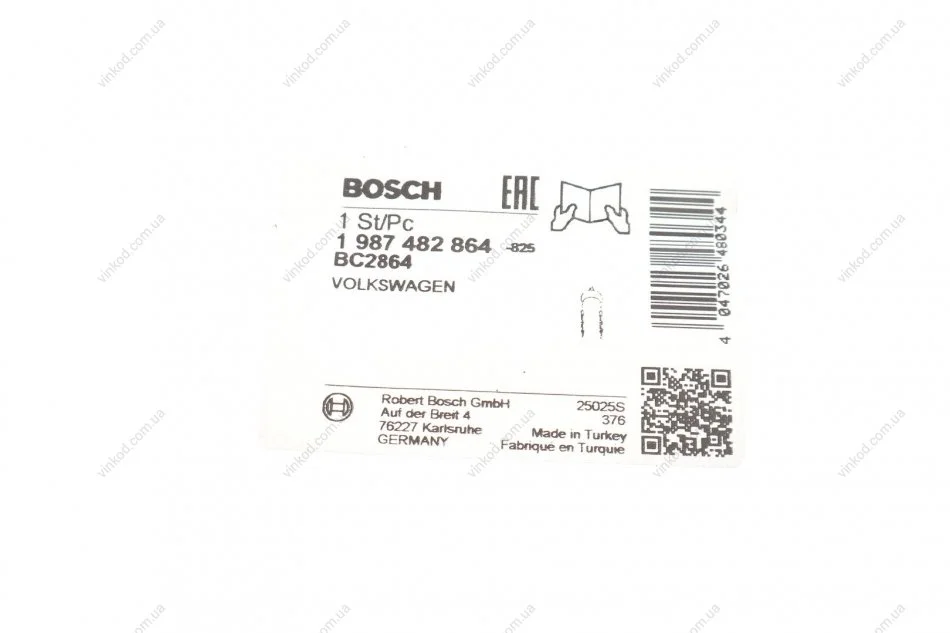 BOSCH
EAC
1 St/Pc
1 987 482 864 -825
BC2864
VOLKSWAGEN
4 047026 480344
Robert Bosch GmbH
Auf der Breit 4
76227 Karlsruhe
GERMANY
25025S
376
Made in Turkey
Fabrique en Turquie
vinkod.com.ua